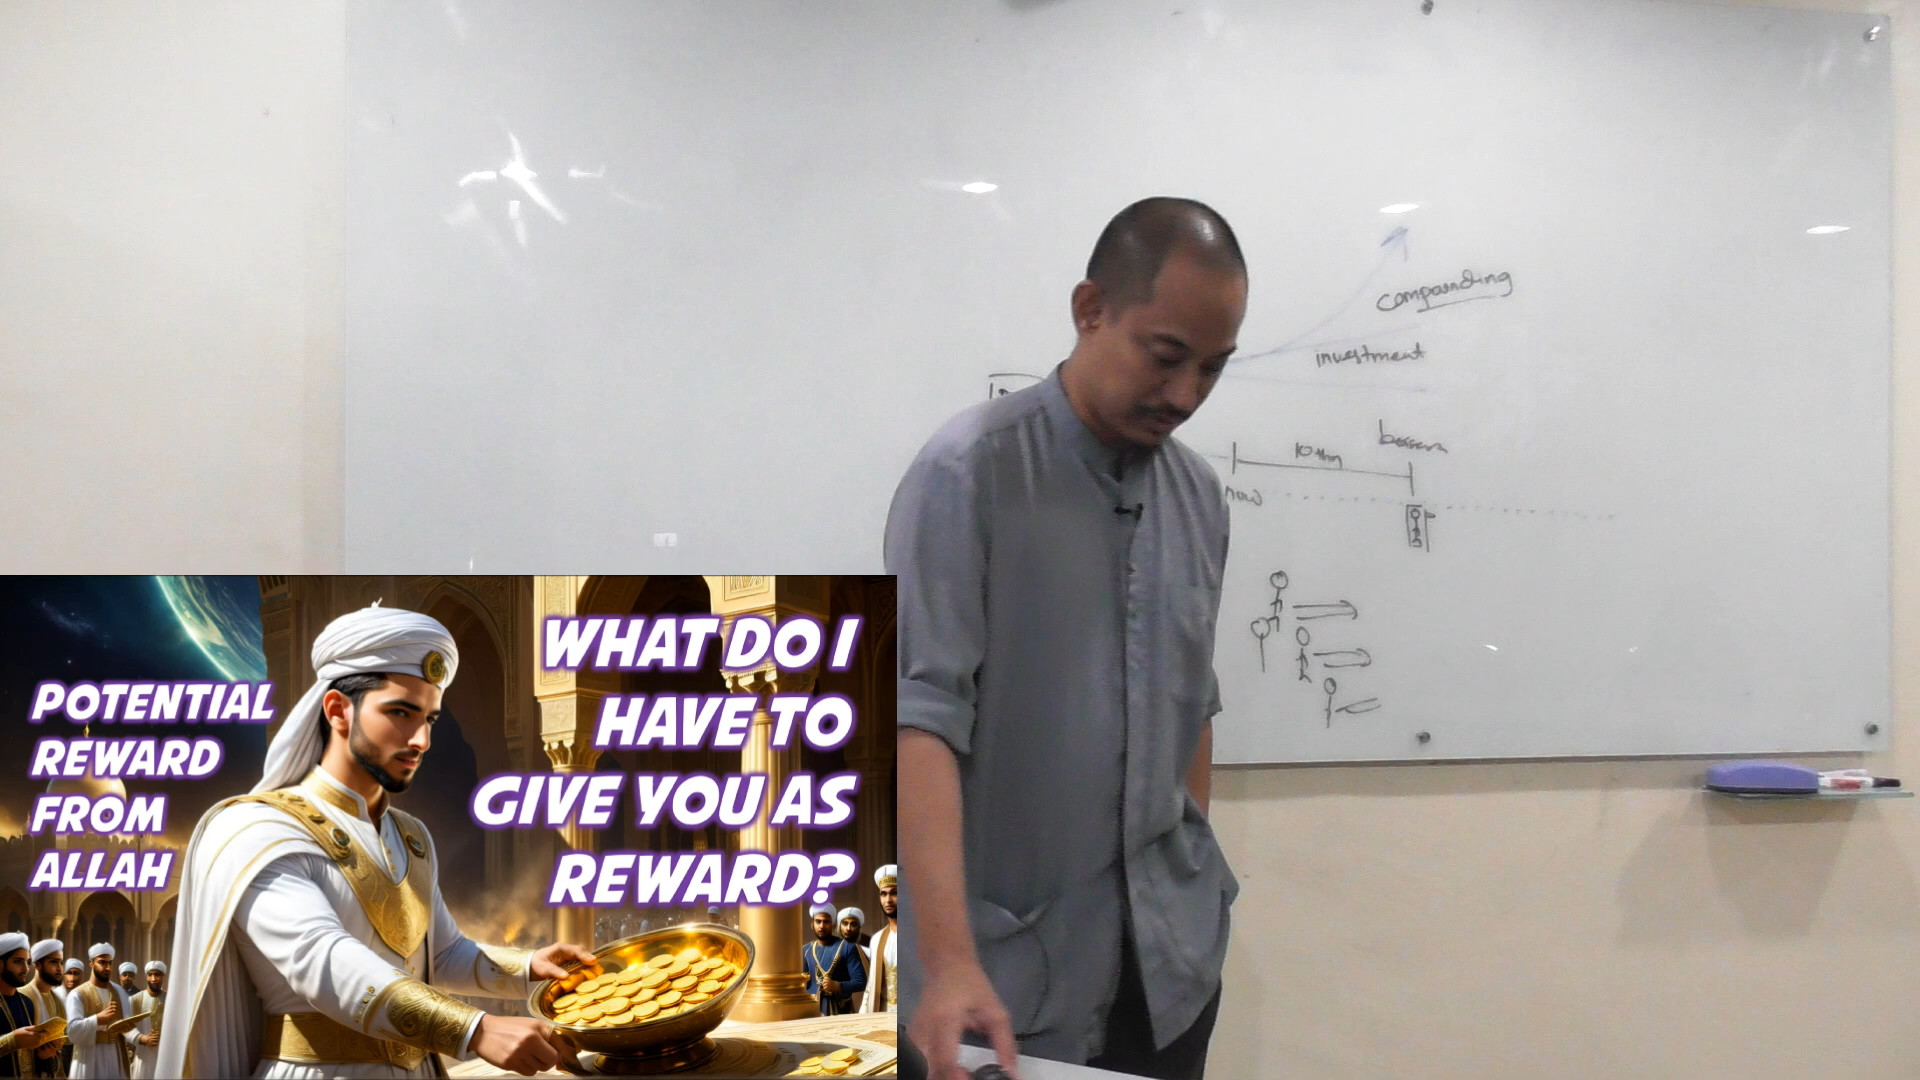 compounding
investment
10 thn
now
POTENTIAL
REWARD
FROM
ALLAH
WHAT DO I
HAVE TO
GIVE YOU AS
REWARD?